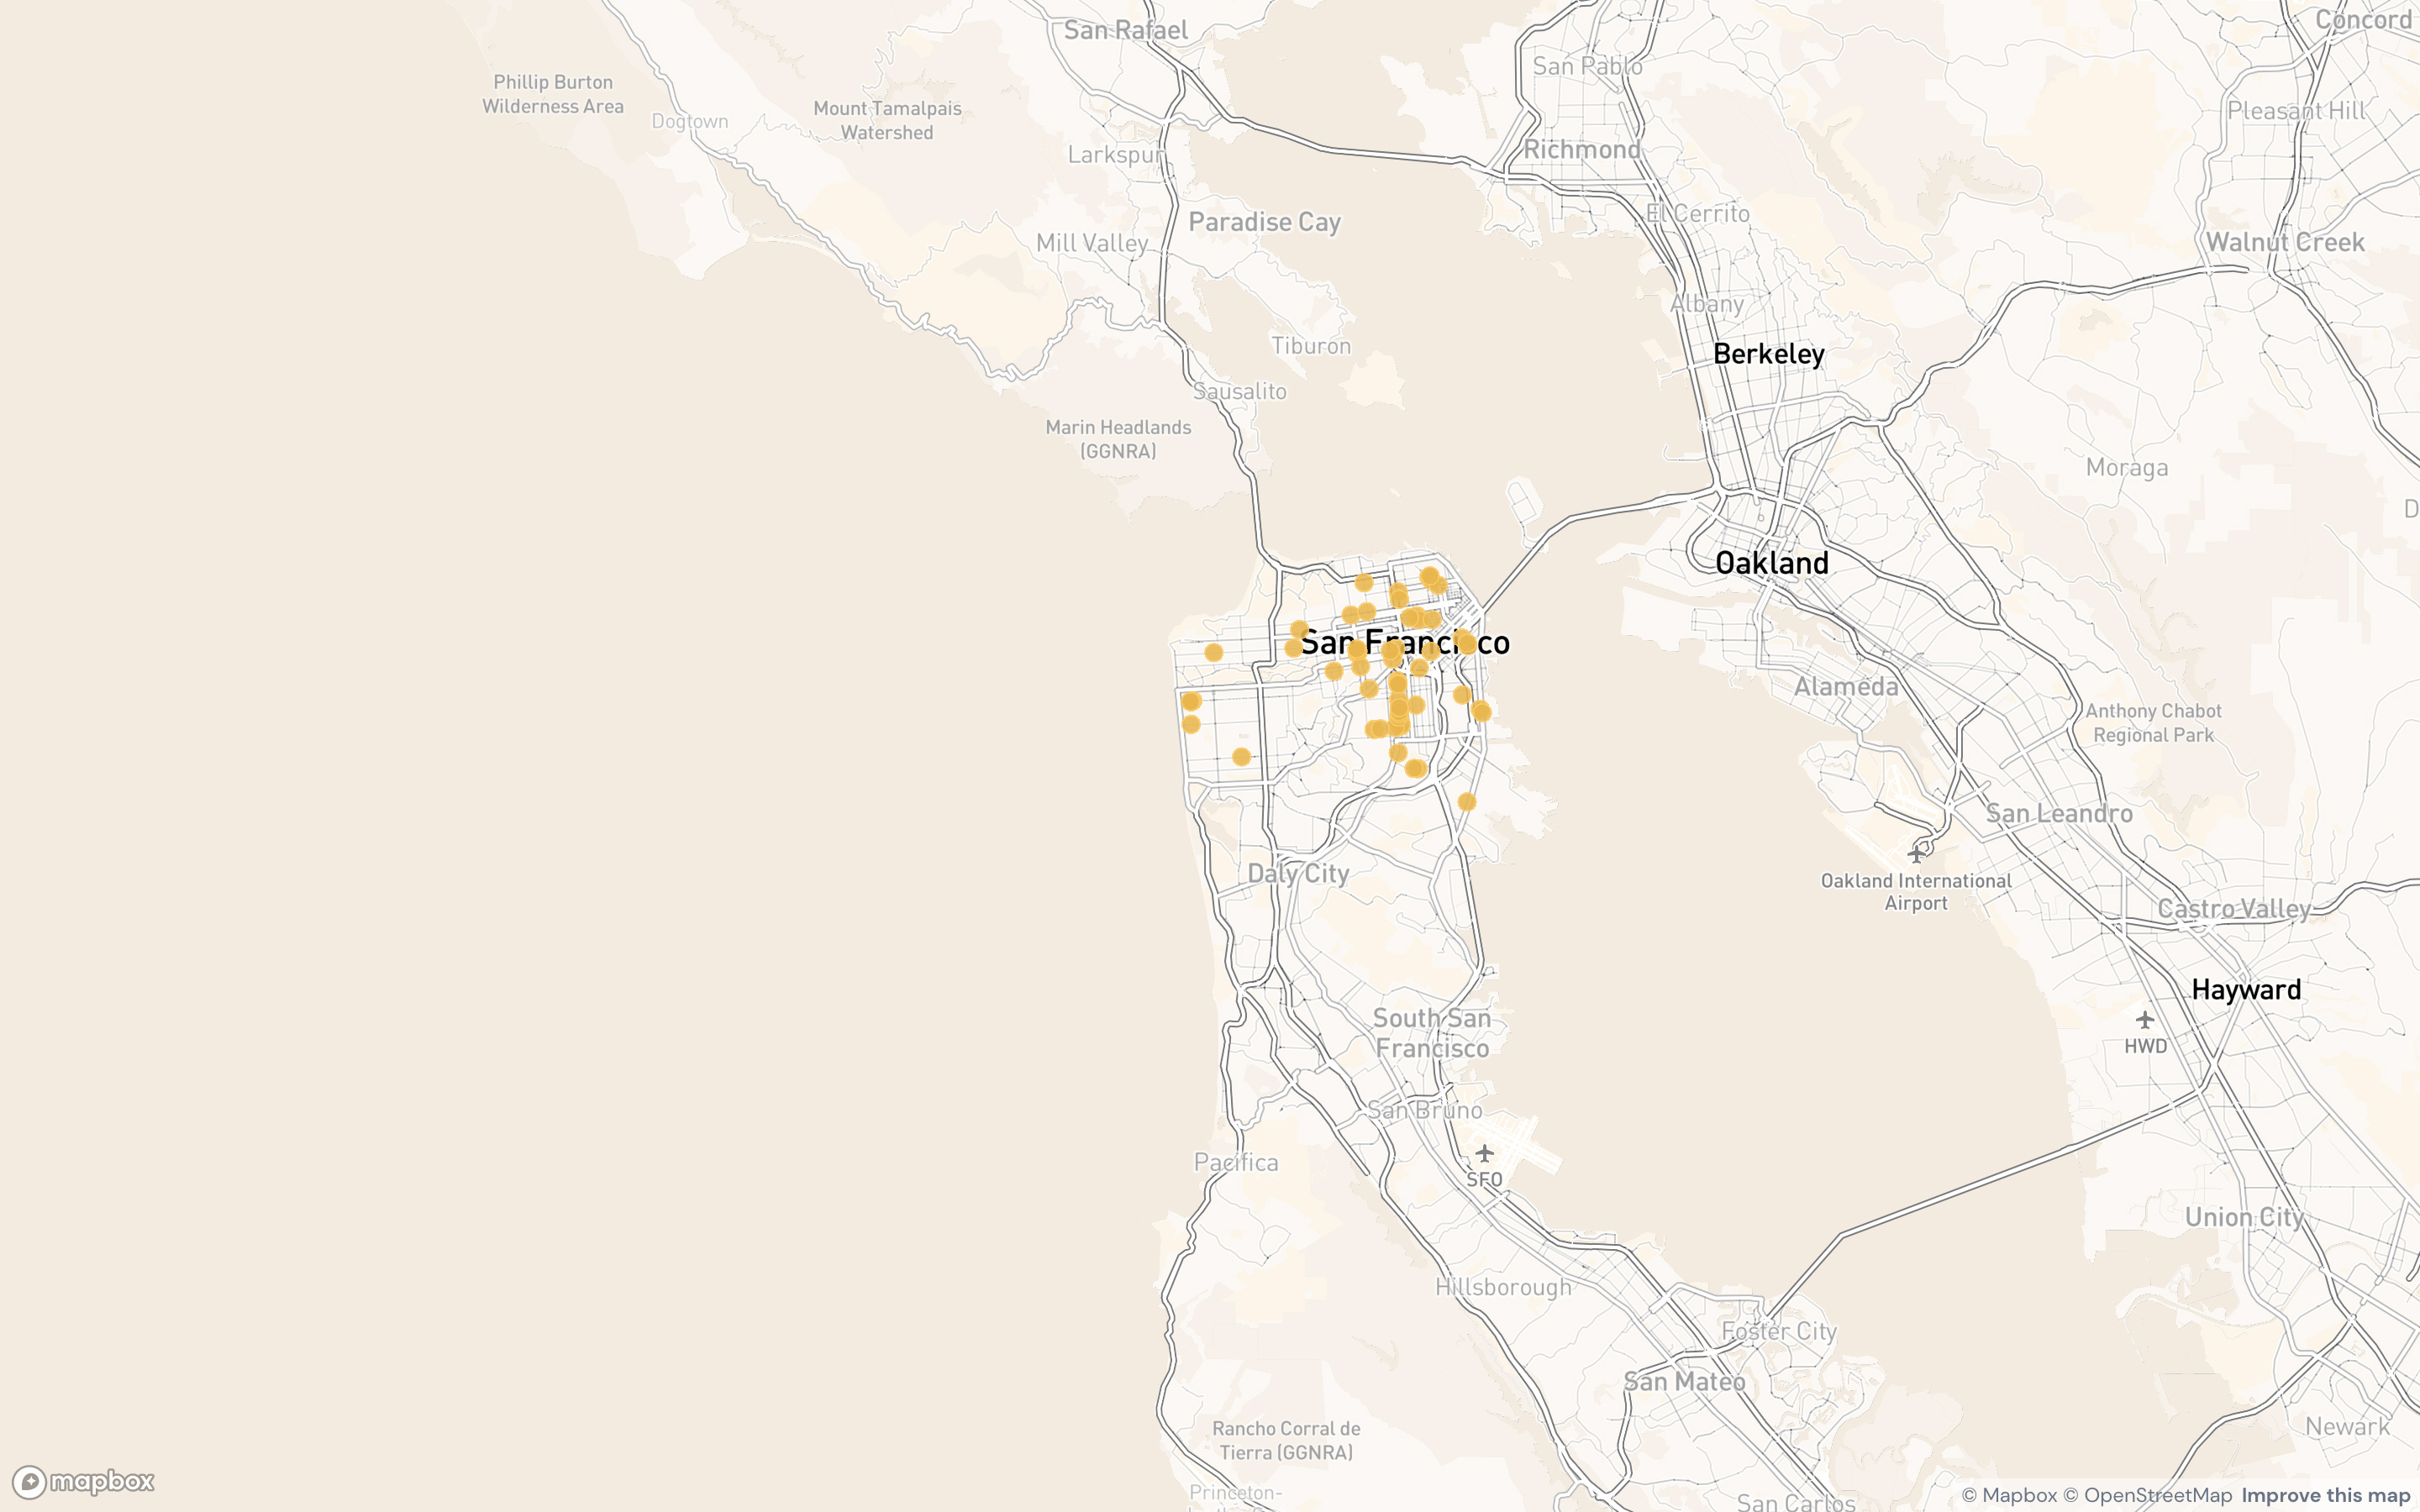 San Rafael
Concord
San Pablo
Phillip Burton
Wilderness Area
Mount Tamalpais
Watershed
Dogtown
Pleasant Hill
Larkspur
Richmond
El Cerrito
Paradise Cay
Mill Valley
Walnut Creek
Albany
Tiburon
Berkeley
Sausalito
Marin Headlands
(GGNRA)
Moraga
D
Oakland
San Francisco
Alameda
Anthony Chabot
Regional Park
San Leandro
Daly City
Oakland International
Airport
Castro Valley
Hayward
South San
Francisco
HWD
San Bruno
Pacifica
SFO
Union City
Hillsborough
Foster City
San Mateo
Rancho Corral de
Tierra (GGNRA)
Newark
Princeton-
San Carlos
mapbox
© Mapbox © OpenStreetMap Improve this map